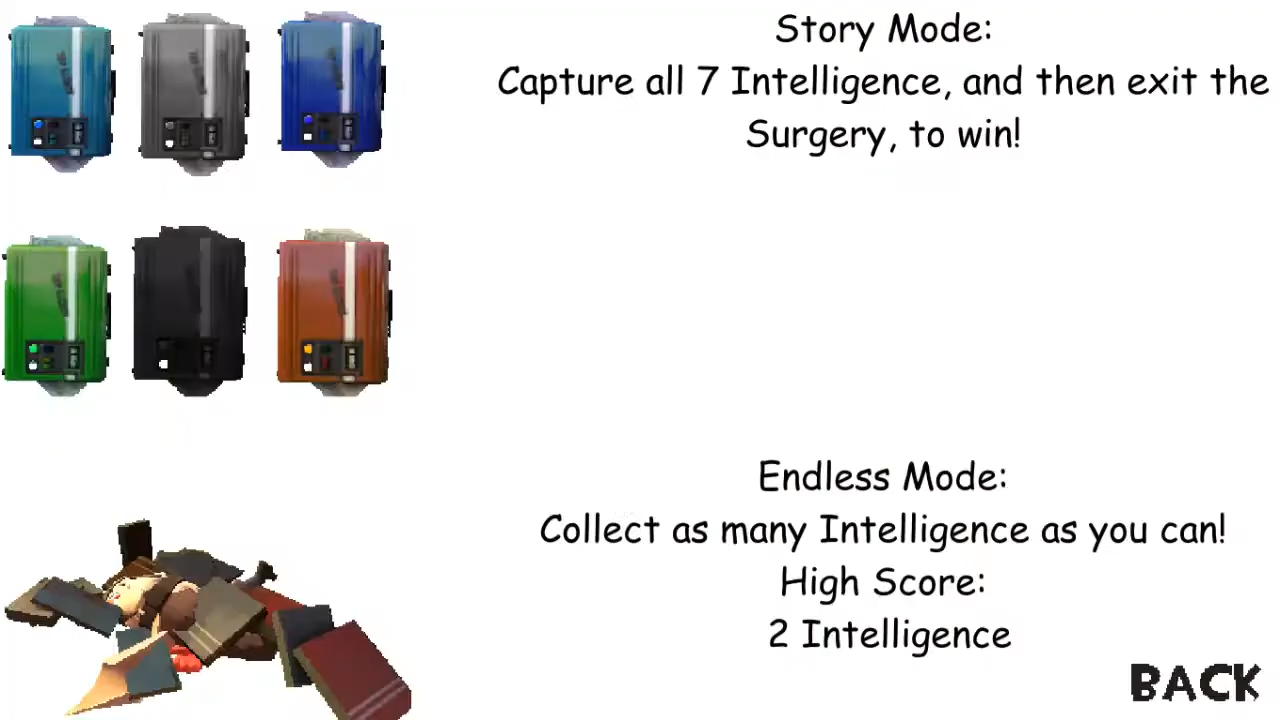 Story Mode:
Capture all 7 Intelligence, and then exit the
Surgery, to win!
Endless Mode:
Collect as many Intelligence as you can!
High Score:
2 Intelligence
BACK